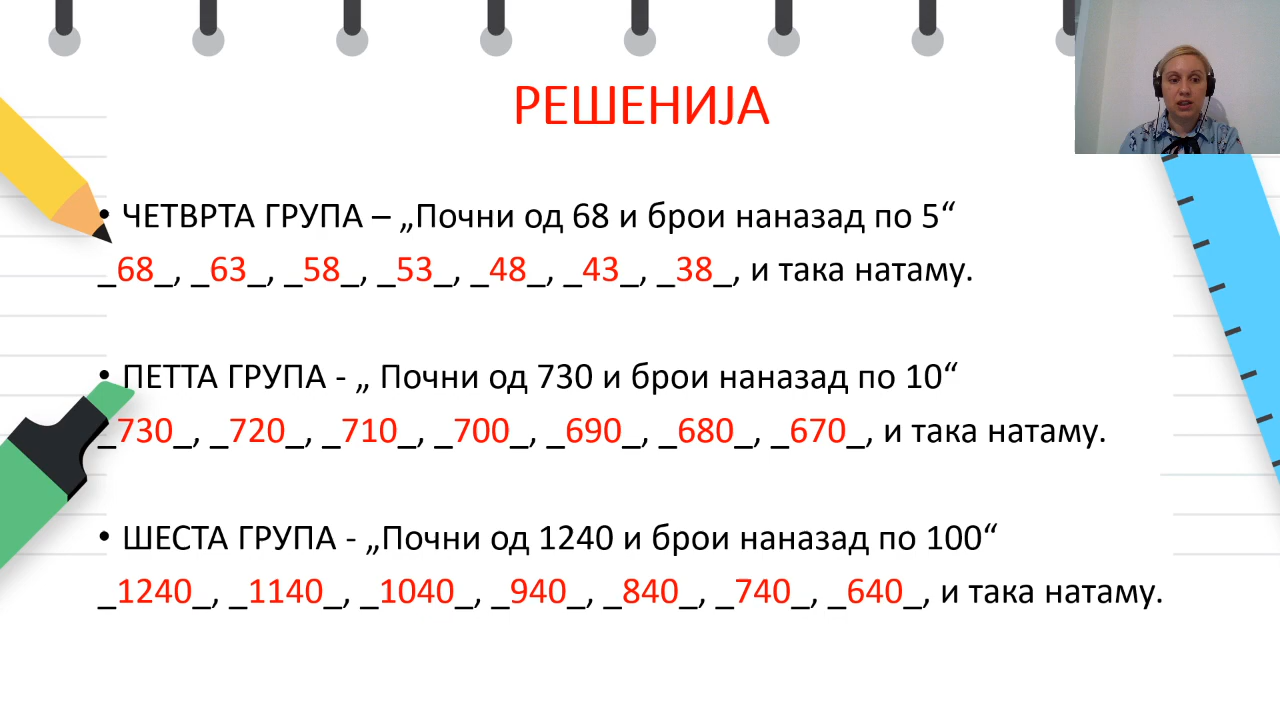 РЕШЕНИЈА
• ЧЕТВРТА ГРУПА – „Почни од 68 и брои наназад по 5“
_68_, _63_, _58_, _53_, _48_, _43_, _38_, и така натаму.
• ПЕТТА ГРУПА - „ Почни од 730 и брои наназад по 10“
_730_, _720_, _710_, _700_, _690_, _680_, _670_, и така натаму.
• ШЕСТА ГРУПА - „Почни од 1240 и брои наназад по 100“
_1240_, _1140_, _1040_, _940_, _840_, _740_, _640_, и така натаму.